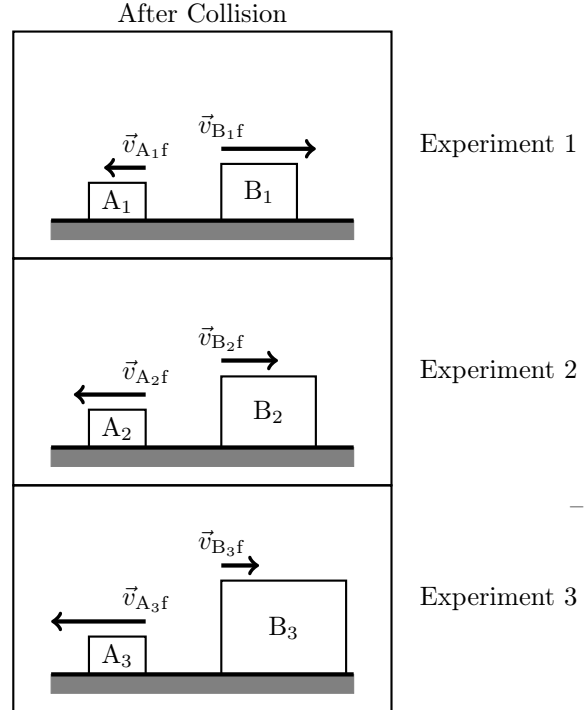 After Collision
v⃗A₁f
v⃗B₁f
A₁
B₁
Experiment 1
v⃗A₂f
v⃗B₂f
A₂
B₂
Experiment 2
v⃗A₃f
v⃗B₃f
A₃
B₃
Experiment 3